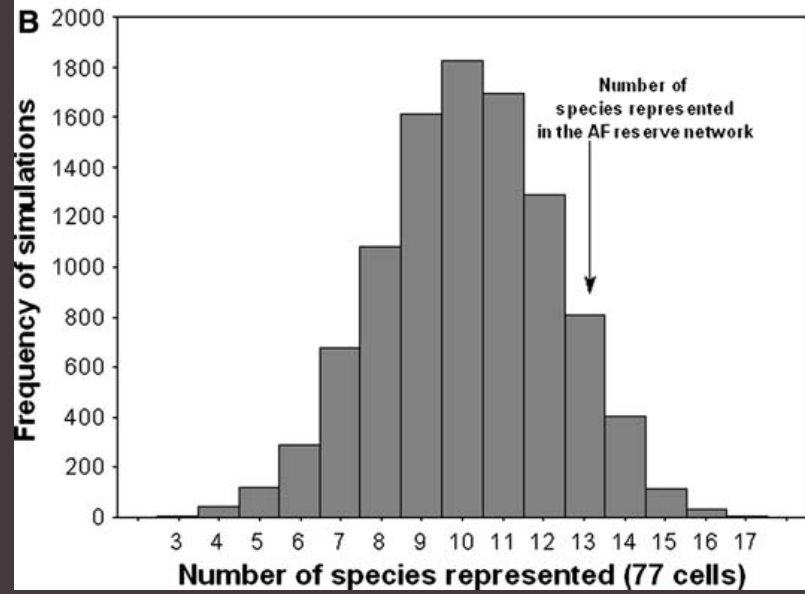 B
2000
1800
1600
1400
1200
1000
800
600
400
200
0
Frequency of simulations
Number of
species represented
in the AF reserve network
3 4 5 6 7 8 9 10 11 12 13 14 15 16 17
Number of species represented (77 cells)